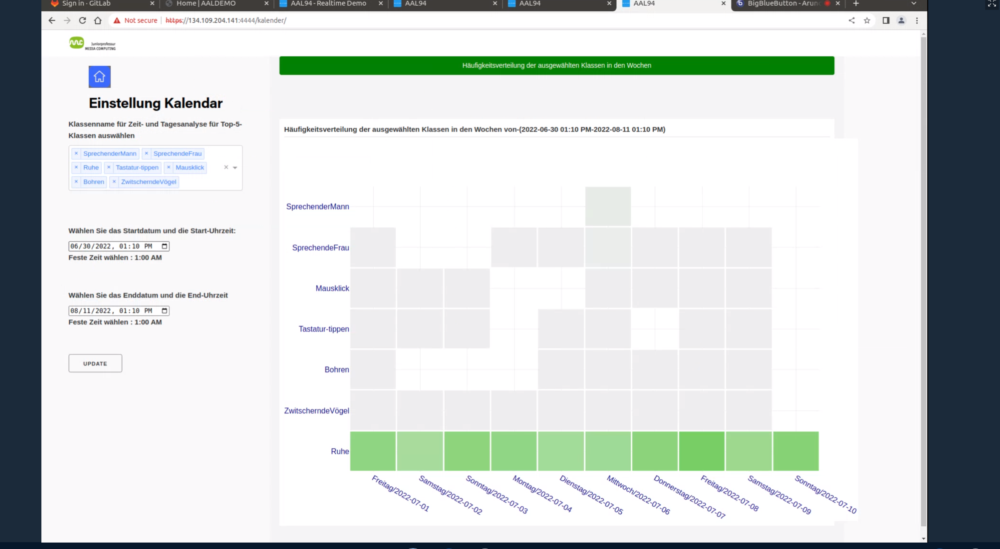 Sign in · GitLab
Home | AALDEMO
AAL94 - Realtime Demo
AAL94
AAL94
AAL94
BigBlueButton - Arun
Not secure
https://134.109.204.141:4444/kalender/
Juniorprofessur
MEDIA COMPUTING
Häufigkeitsverteilung der ausgewählten Klassen in den Wochen
Einstellung Kalendar
Klassenname für Zeit- und Tagesanalyse für Top-5-
Klassen auswählen
× SprechenderMann × SprechendeFrau
× Ruhe × Tastatur-tippen × Mausklick
× Bohren × ZwitscherndeVögel
Wählen Sie das Startdatum und die Start-Uhrzeit:
06/30/2022, 01:10 PM
Feste Zeit wählen : 1:00 AM
Wählen Sie das Enddatum und die End-Uhrzeit
08/11/2022, 01:10 PM
Feste Zeit wählen : 1:00 AM
UPDATE
Häufigkeitsverteilung der ausgewählten Klassen in den Wochen von-(2022-06-30 01:10 PM-2022-08-11 01:10 PM)
SprechenderMann
SprechendeFrau
Mausklick
Tastatur-tippen
Bohren
ZwitscherndeVögel
Ruhe
Freitag/2022-07-01
Samstag/2022-07-02
Sonntag/2022-07-03
Montag/2022-07-04
Dienstag/2022-07-05
Mittwoch/2022-07-06
Donnerstag/2022-07-07
Freitag/2022-07-08
Samstag/2022-07-09
Sonntag/2022-07-10